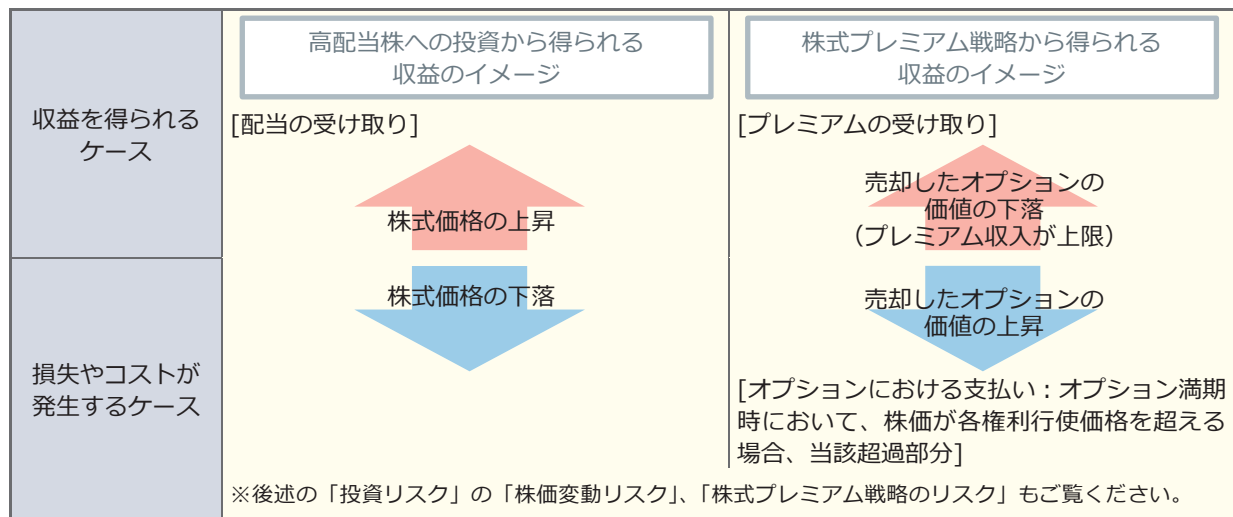 高配当株への投資から得られる
収益のイメージ
株式プレミアム戦略から得られる
収益のイメージ
収益を得られる
ケース
[配当の受け取り]
株式価格の上昇
[プレミアムの受け取り]
売却したオプションの
価値の下落
（プレミアム収入が上限）
損失やコストが
発生するケース
株式価格の下落
売却したオプションの
価値の上昇
[オプションにおける支払い：オプション満期
時において、株価が各権利行使価格を超える
場合、当該超過部分]
※後述の「投資リスク」の「株価変動リスク」、「株式プレミアム戦略のリスク」もご覧ください。